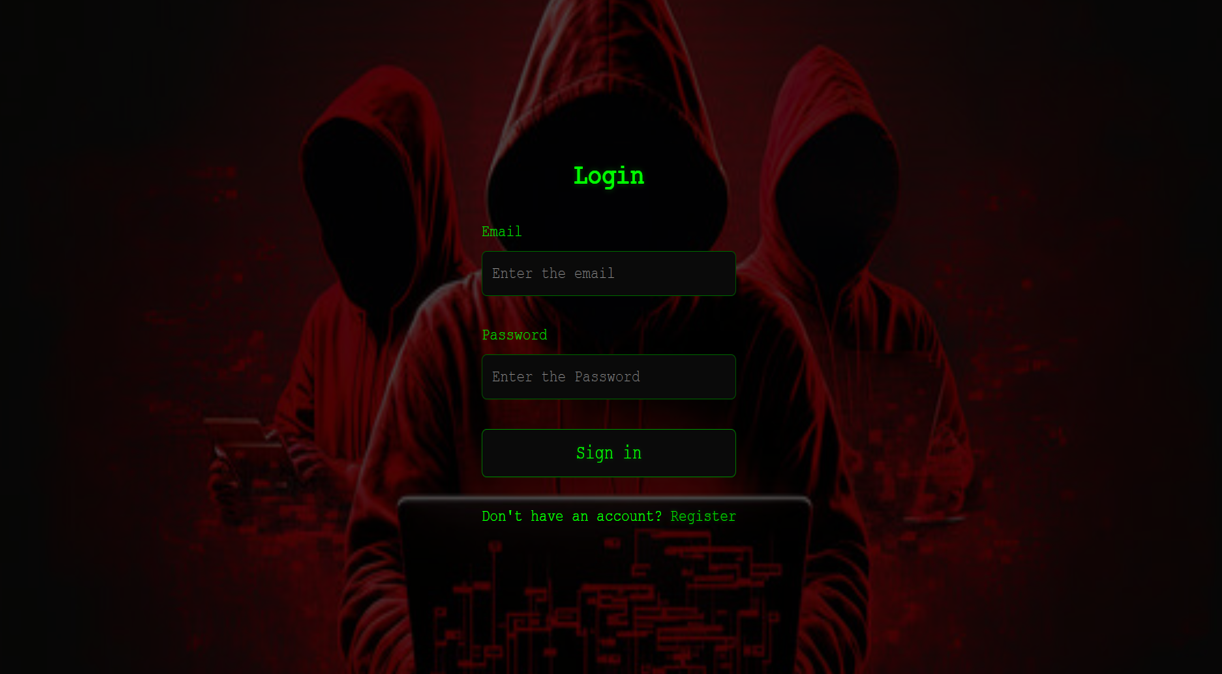 Login
Email
Enter the email
Password
Enter the Password
Sign in
Don't have an account? Register